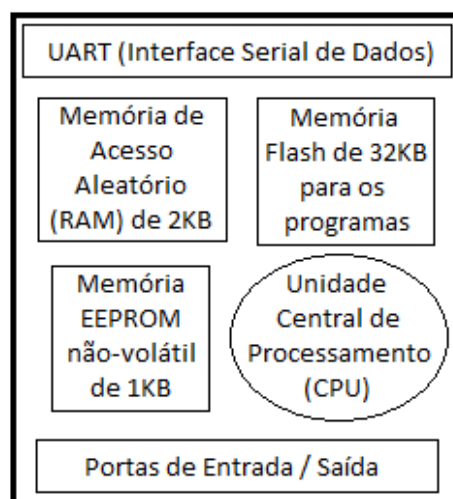 UART (Interface Serial de Dados)
Memória de
Acesso
Aleatório
(RAM) de 2KB
Memória
Flash de 32KB
para os
programas
Memória
EEPROM
não-volátil
de 1KB
Unidade
Central de
Processamento
(CPU)
Portas de Entrada / Saída